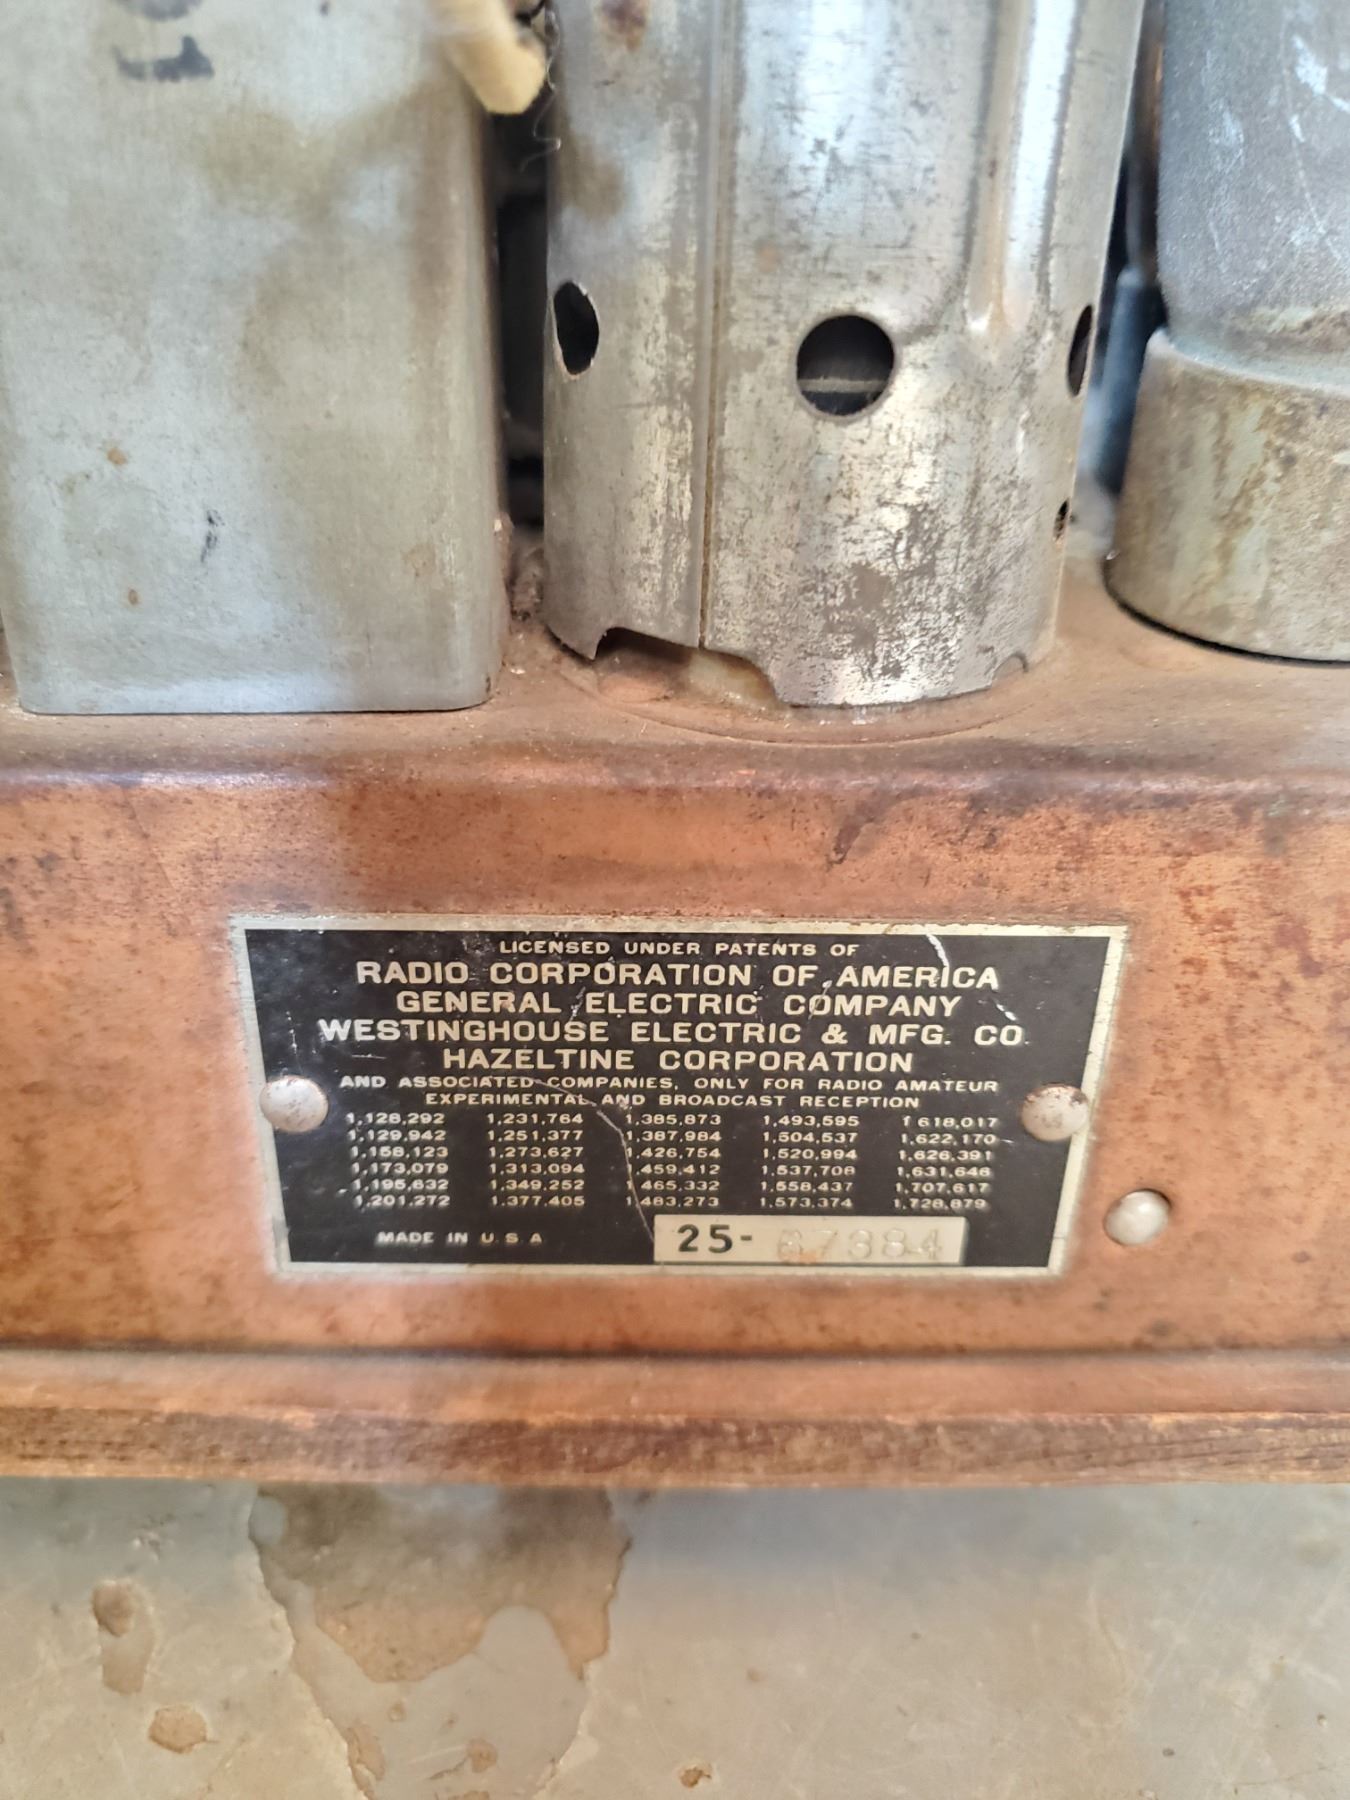 LICENSED UNDER PATENTS OF
RADIO CORPORATION OF AMERICA
GENERAL ELECTRIC COMPANY
WESTINGHOUSE ELECTRIC & MFG. CO.
HAZELTINE CORPORATION
AND ASSOCIATED COMPANIES, ONLY FOR RADIO AMATEUR
EXPERIMENTAL AND BROADCAST RECEPTION
1,128,292 1,231,764 1,385,873 1,493,595 1 618,017
1,129,942 1,251,377 1,387,984 1,504,537 1,622,170
1,158,123 1,273,627 1,426,754 1,520,994 1,626,391
1,173,079 1,313,094 1,459,412 1,537,708 1,631,646
1,195,632 1,349,252 1,465,332 1,558,437 1,707,617
1,201,272 1,377,405 1,483,273 1,573,374 1,728,879
MADE IN U.S.A 25-